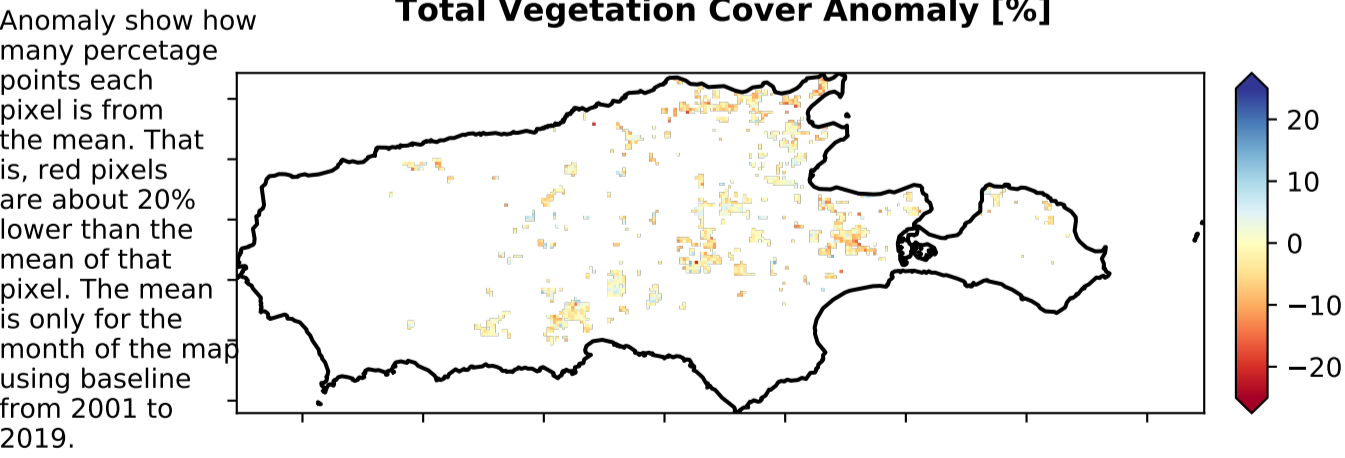 Total Vegetation Cover Anomaly [%]
Anomaly show how
many percetage
points each
pixel is from
the mean. That
is, red pixels
are about 20%
lower than the
mean of that
pixel. The mean
is only for the
month of the map
using baseline
from 2001 to
2019.
20
10
0
−10
−20